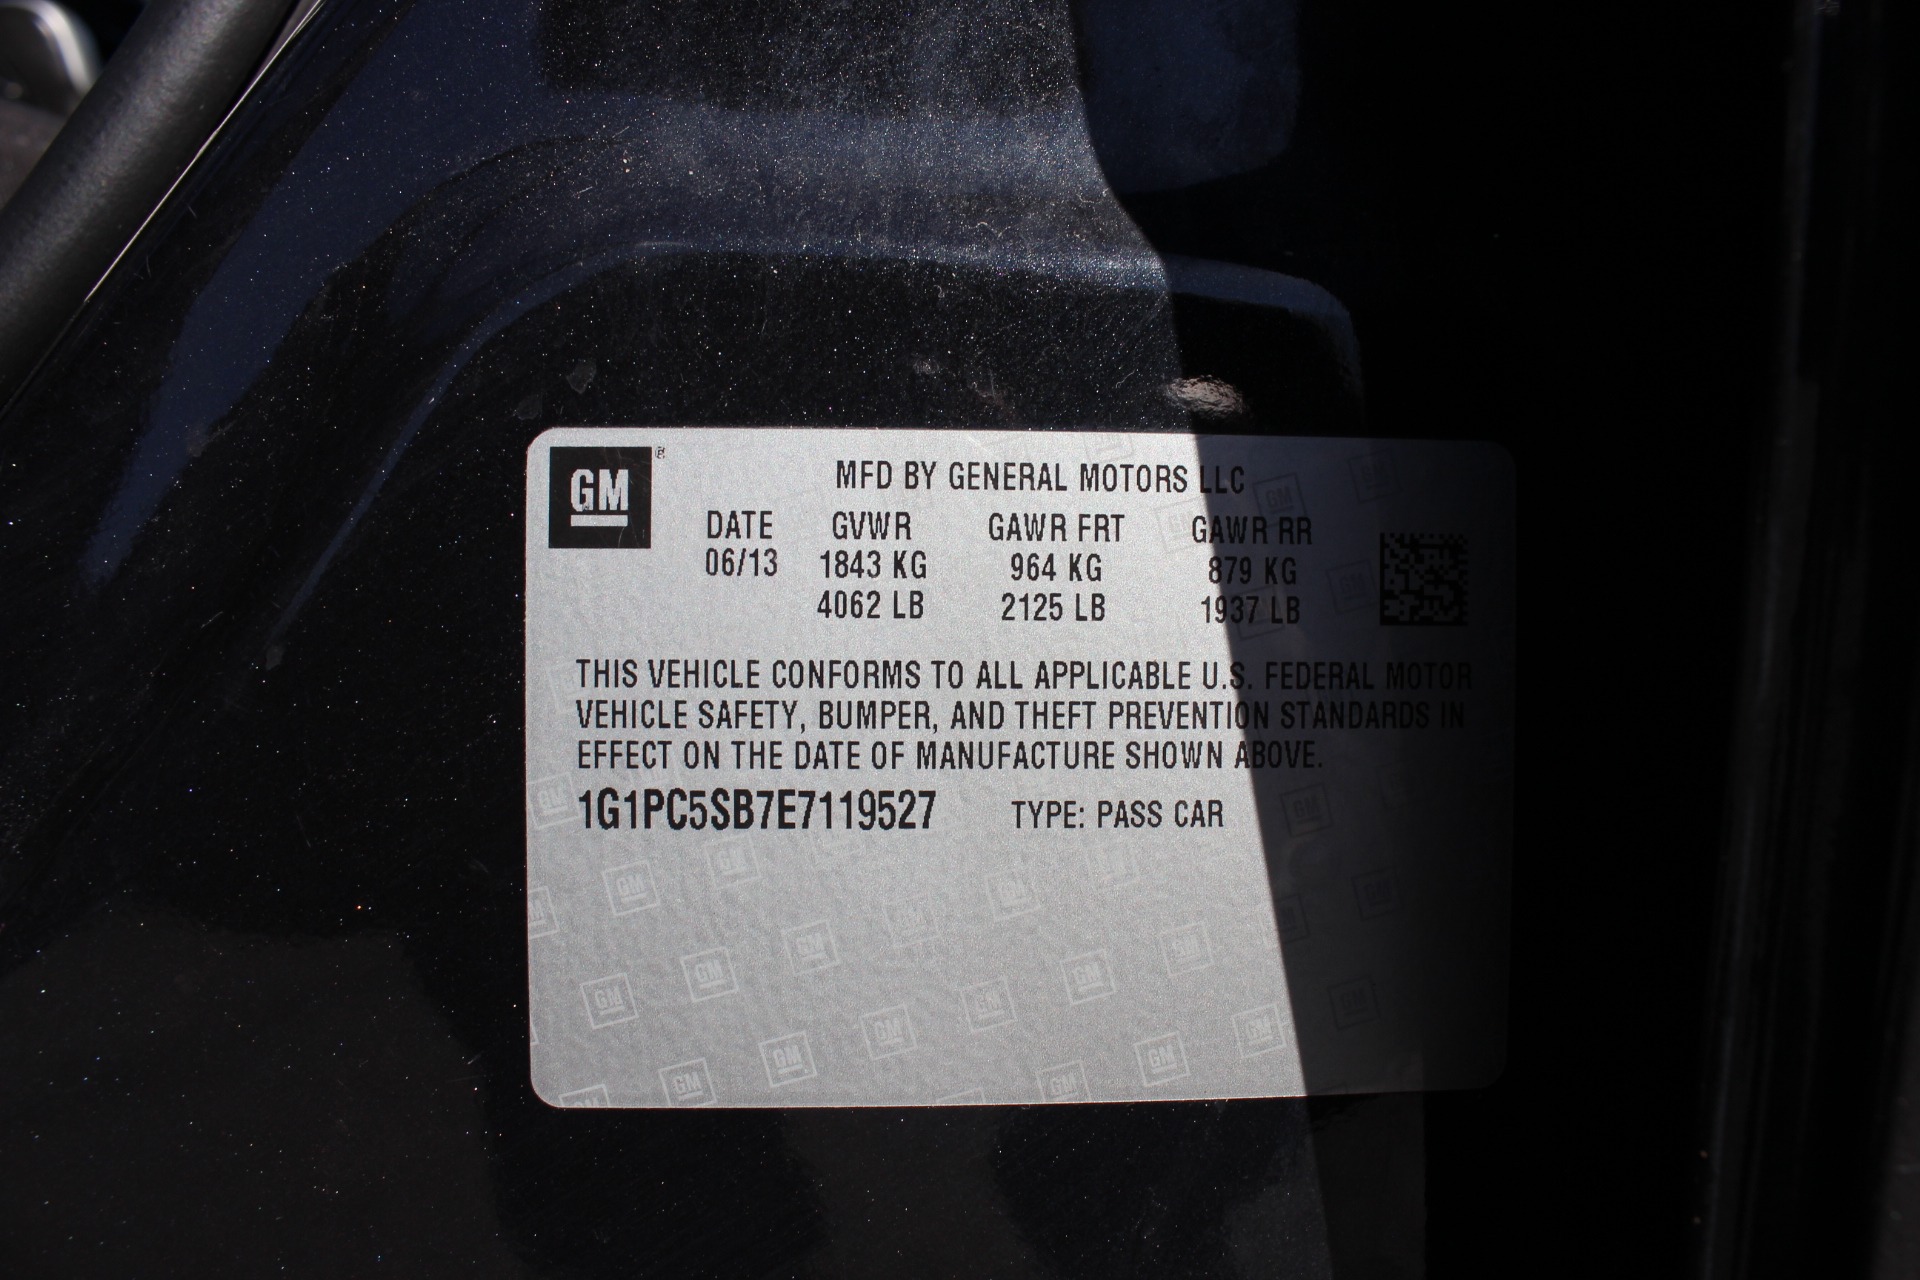 GM
MFD BY GENERAL MOTORS LLC
DATE GVWR GAWR FRT GAWR RR
06/13 1843 KG 964 KG 879 KG
4062 LB 2125 LB 1937 LB
THIS VEHICLE CONFORMS TO ALL APPLICABLE U.S. FEDERAL MOTOR
VEHICLE SAFETY, BUMPER, AND THEFT PREVENTION STANDARDS IN
EFFECT ON THE DATE OF MANUFACTURE SHOWN ABOVE.
1G1PC5SB7E7119527 TYPE: PASS CAR